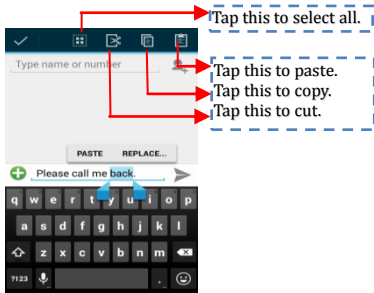 Tap this to select all.
Type name or number
Tap this to paste.
Tap this to copy.
Tap this to cut.
PASTE REPLACE...
Please call me back.
q w e r t y u i o p
a s d f g h j k l
z x c v b n m
?123 .